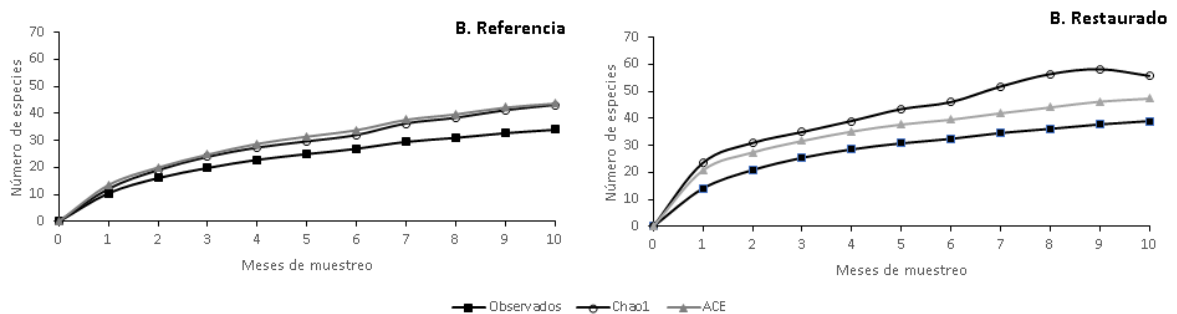 B. Referencia
Número de especies
70
60
50
40
30
20
10
0
0 1 2 3 4 5 6 7 8 9 10
Meses de muestreo
B. Restaurado
Número de especies
70
60
50
40
30
20
10
0
0 1 2 3 4 5 6 7 8 9 10
Meses de muestreo
Observados Chao1 ACE